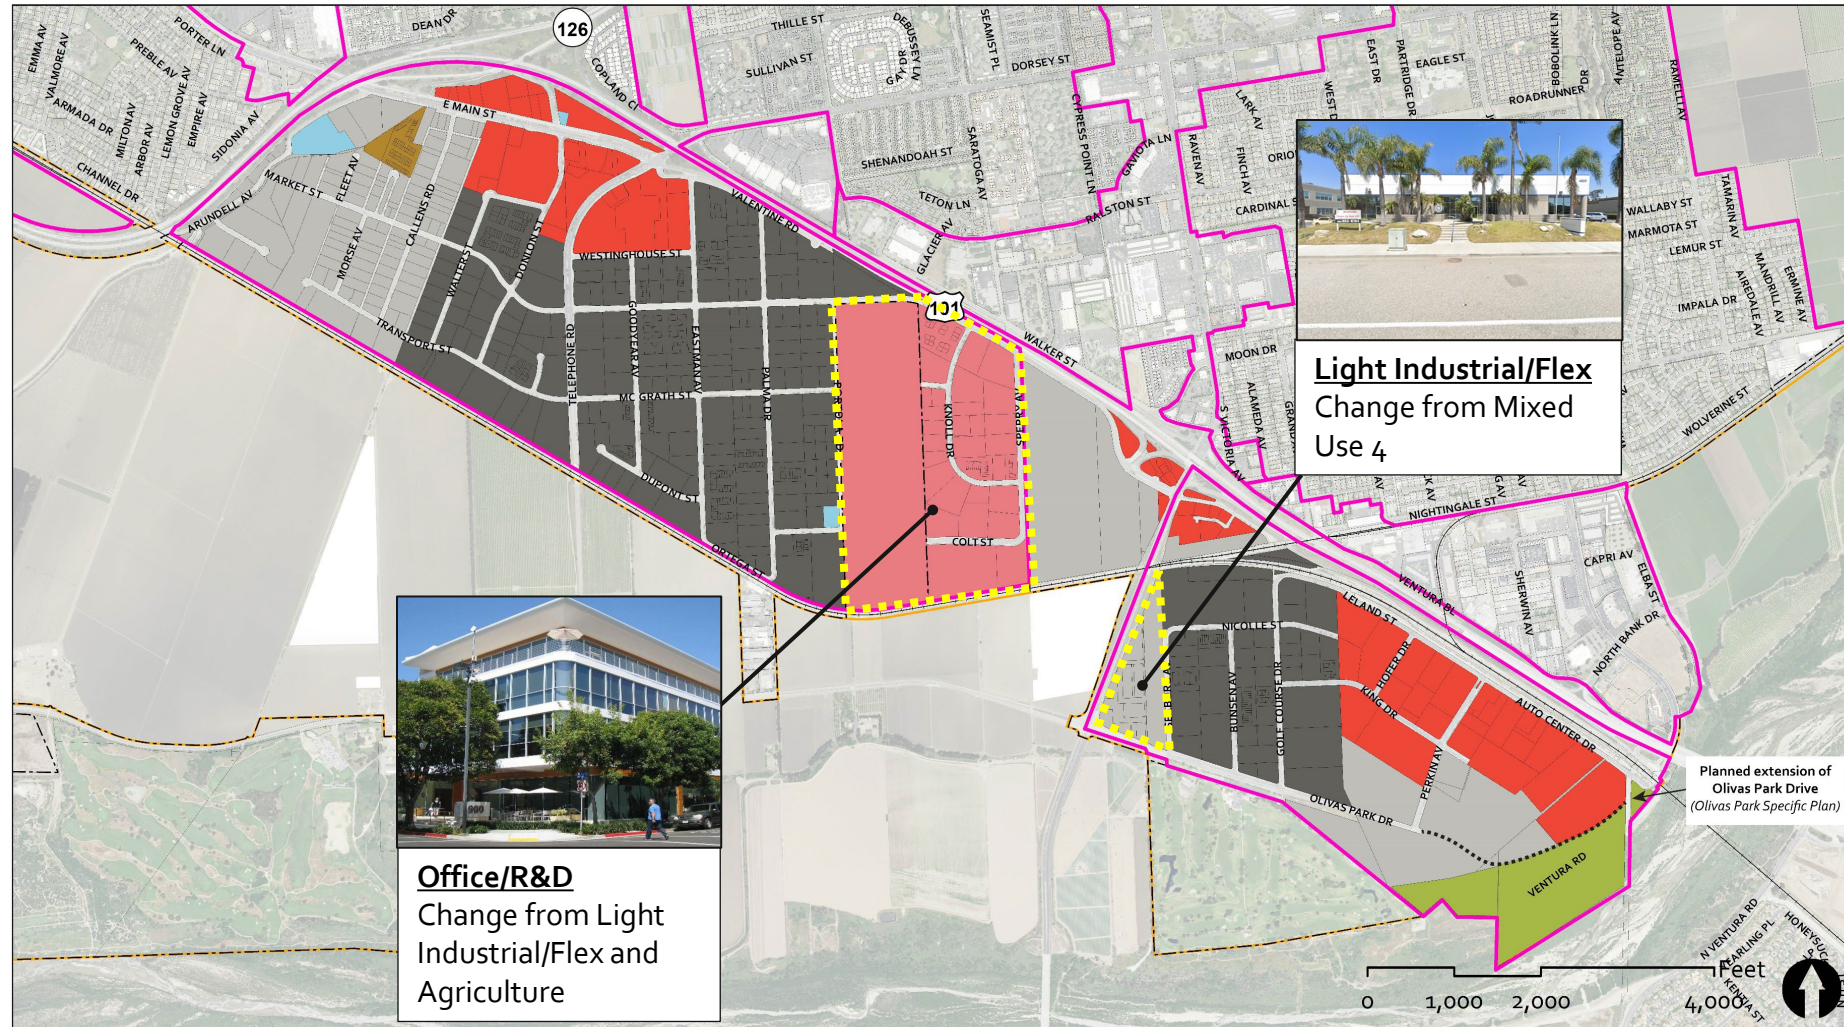 EMMA AV
VALMORE AV
PORTER LN
PREBLE AV
ARMADA DR
MILTON AV
ARBOR AV
LEMON GROVE AV
EMPIRE AV
SIDONIA AV
CHANNEL DR
DEAN DR
126
COPLAND CI
THILLE ST
SULLIVAN ST
DEBUSSEY LN
GAY DR
SEAMIST PL
DORSEY ST
CYPRESS POINT LN
SARATOGA AV
SHENANDOAH ST
TETON LN
GLACIER AV
GAVIOTA LN
RALSTON ST
RAVEN AV
LARK AV
FINCH AV
CARDINAL S
WEST D
EAST DR
PARTRIDGE DR
EAGLE ST
ROADRUNNER
DR
BOBOLINK LN
ANTELOPE AV
RAMELLI AV
WALLABY ST
MARMOTA ST
LEMUR ST
TAMARIN AV
MANDRILL AV
AIREDALE AV
ERMINE AV
IMPALA DR
WOLVERINE ST
E MAIN ST
ARUNDELL AV
MARKET ST
FLEET AV
MORSE AV
CALLENS RD
TRANSPORT ST
WALTER ST
DONLON ST
WESTINGHOUSE ST
VALENTINE RD
TELEPHONE RD
GOODYEAR AV
EASTMAN AV
PALMA DR
MC GRATH ST
DUPONT ST
ORTEGA ST
101
WALKER ST
KNOLL DR
COLT ST
MOON DR
ALAMEDA AV
S VICTORIA AV
NIGHTINGALE ST
CAPRI AV
SHERWIN AV
ELBA ST
NORTH BANK DR
VENTURA BL
LELAND ST
NICOLLE ST
BUNSEN AV
GOLF COURSE DR
HOFER DR
KING DR
PERKIN AV
AUTO CENTER DR
OLIVAS PARK DR
VENTURA RD
Light Industrial/Flex
Change from Mixed
Use 4
Office/R&D
Change from Light
Industrial/Flex and
Agriculture
900
Planned extension of
Olivas Park Drive
(Olivas Park Specific Plan)
N VENTURA RD
YEARLING PL
KENTIA ST
Feet
0 1,000 2,000 4,000